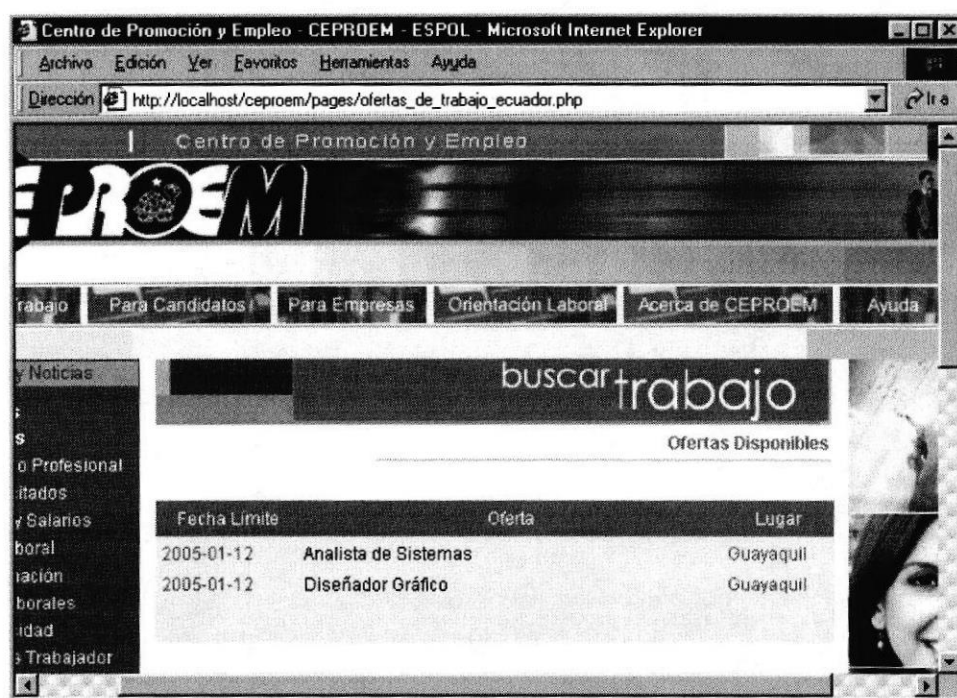 Centro de Promoción y Empleo - CEPROEM - ESPOL - Microsoft Internet Explorer
Archivo Edición Ver Favoritos Herramientas Ayuda
Dirección http://localhost/ceproem/pages/ofertas_de_trabajo_ecuador.php Ir a
Centro de Promoción y Empleo
EPROEM
rabajo Para Candidatos Para Empresas Orientación Laboral Acerca de CEPROEM Ayuda
y Noticias
buscar trabajo
s
s
Ofertas Disponibles
o Profesional
itados
y Salarios
Fecha Límite Oferta Lugar
boral
2005-01-12 Analista de Sistemas Guayaquil
nación
2005-01-12 Diseñador Gráfico Guayaquil
borales
idad
s Trabajador